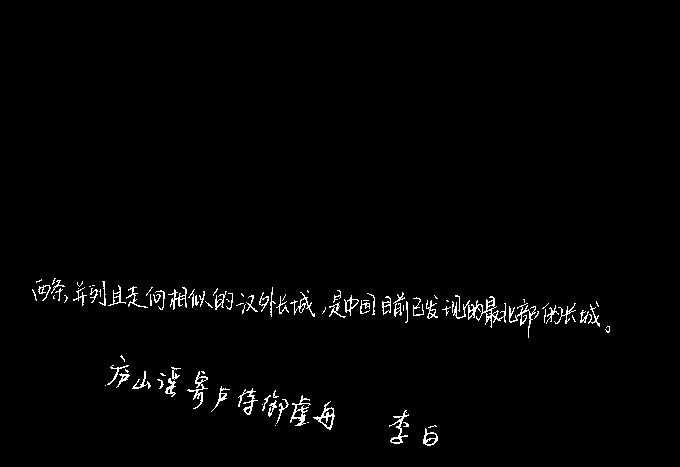 两条并列且走向相似的汉外长城,是中国目前已发现的最北部的长城。
庐山谣寄卢侍御虚舟 李白